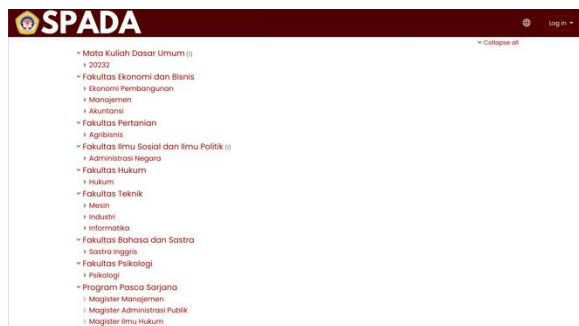 SPADA
Log in
Collapse all
Mata Kuliah Dasar Umum (1)
20232
Fakultas Ekonomi dan Bisnis
Ekonomi Pembangunan
Manajemen
Akuntansi
Fakultas Pertanian
Agribisnis
Fakultas Ilmu Sosial dan Ilmu Politik (1)
Administrasi Negara
Fakultas Hukum
Hukum
Fakultas Teknik
Mesin
Industri
Informatika
Fakultas Bahasa dan Sastra
Sastra Inggris
Fakultas Psikologi
Psikologi
Program Pasca Sarjana
Magister Manajemen
Magister Administrasi Publik
Magister Ilmu Hukum